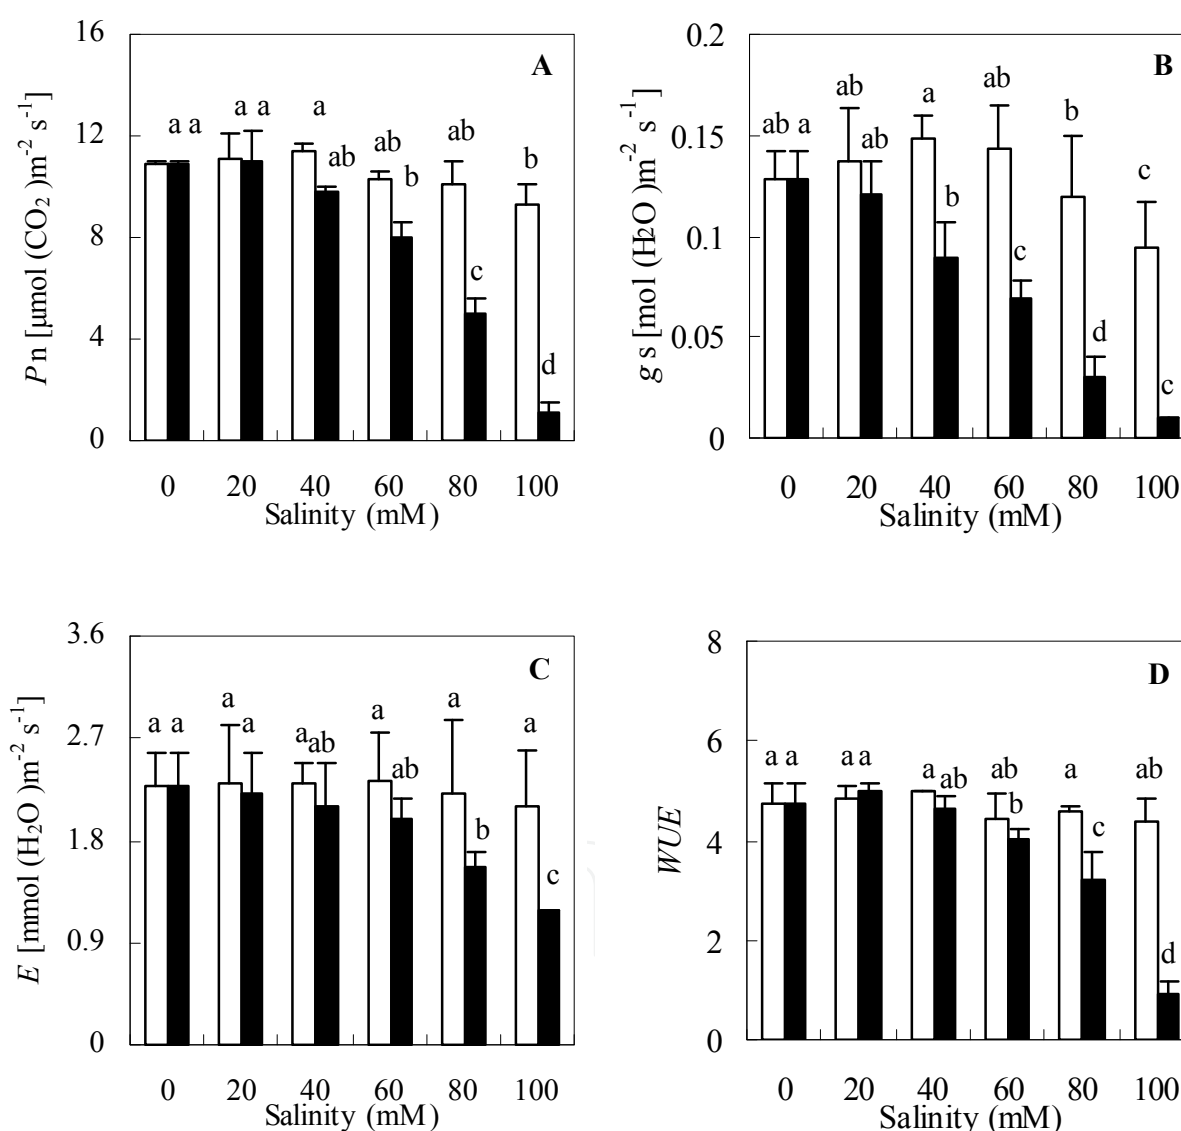 A
16
12
8
4
0
Pn [µmol (CO2 )m-2 s-1]
a a
a a
a
ab
ab
b
ab
c
b
d
0 20 40 60 80 100
Salinity (mM)
B
0.2
0.15
0.1
0.05
0
gs [mol (H2O )m-2 s-1]
ab a
ab
ab
a
b
ab
c
b
d
c
c
0 20 40 60 80 100
Salinity (mM)
C
3.6
2.7
1.8
0.9
0
E [mmol (H2O )m-2 s-1]
a a
a
a
a ab
a
ab
a
b
a
c
0 20 40 60 80 100
Salinity (mM)
D
8
6
4
2
0
WUE
a a
a a
a
ab
ab
b
a
c
ab
d
0 20 40 60 80 100
Salinity (mM)